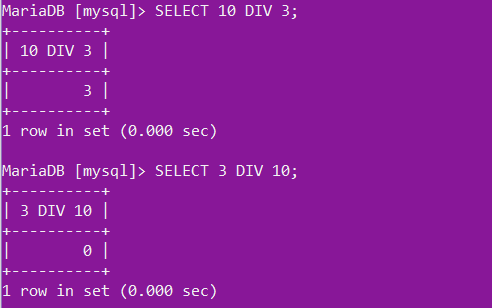 MariaDB [mysql]> SELECT 10 DIV 3;
+----------+
| 10 DIV 3 |
+----------+
|        3 |
+----------+
1 row in set (0.000 sec)

MariaDB [mysql]> SELECT 3 DIV 10;
+----------+
| 3 DIV 10 |
+----------+
|        0 |
+----------+
1 row in set (0.000 sec)